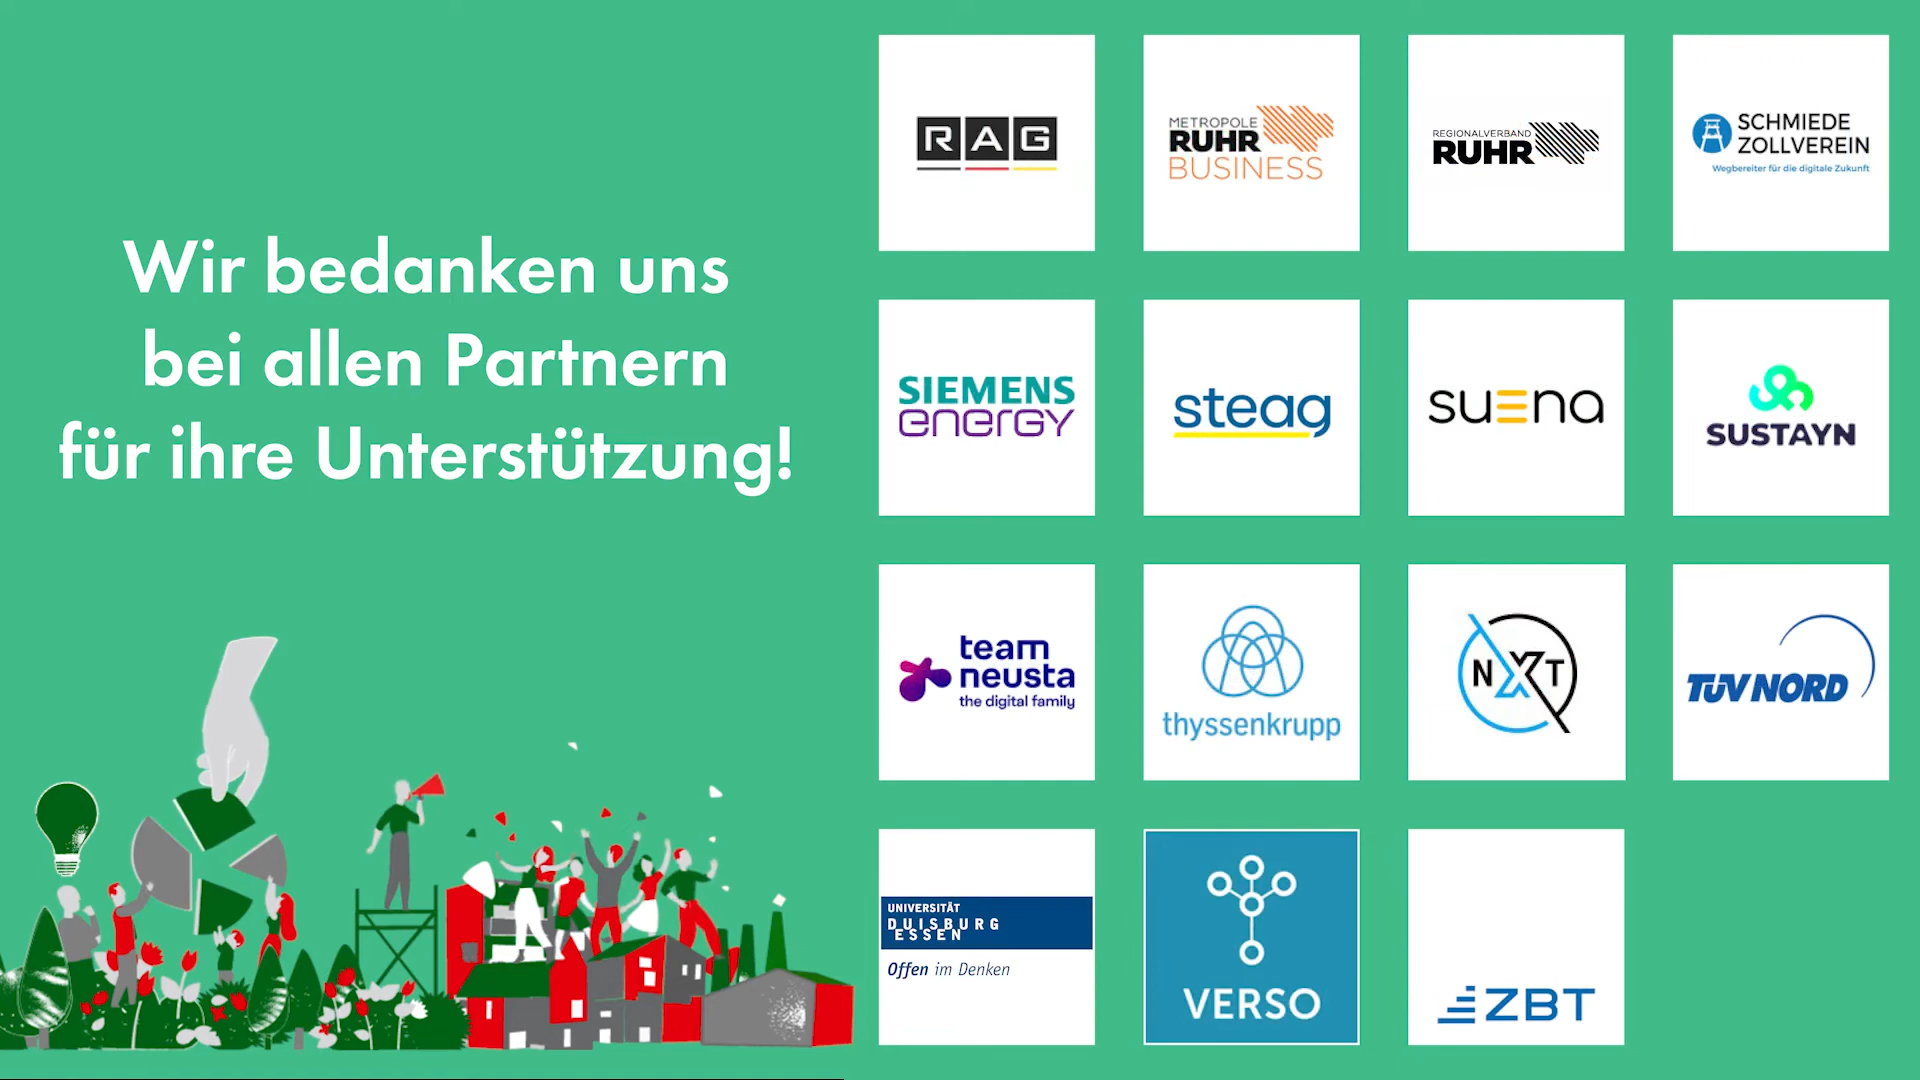 Wir bedanken uns
bei allen Partnern
für ihre Unterstützung!
RAG
METROPOLE
RUHR
BUSINESS
REGIONALVERBAND
RUHR
SCHMIEDE
ZOLLVEREIN
Wegbereiter für die digitale Zukunft
SIEMENS
energy
steag
suena
SUSTAYN
team
neusta
the digital family
thyssenkrupp
NXT
TÜV NORD
UNIVERSITÄT
DUISBURG
ESSEN
Offen im Denken
VERSO
ZBT